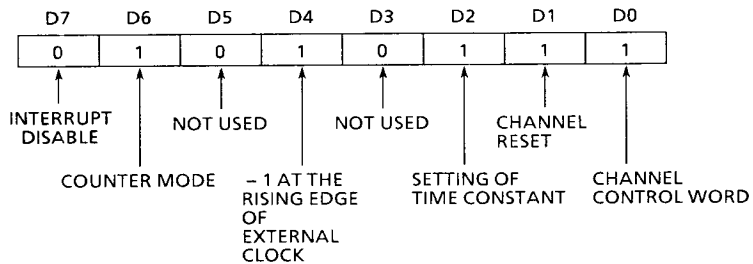 D7 D6 D5 D4 D3 D2 D1 D0
0 1 0 1 0 1 1 1
INTERRUPT
DISABLE
NOT USED
NOT USED
CHANNEL
RESET
COUNTER MODE
– 1 AT THE
RISING EDGE
OF
EXTERNAL
CLOCK
SETTING OF
TIME CONSTANT
CHANNEL
CONTROL WORD